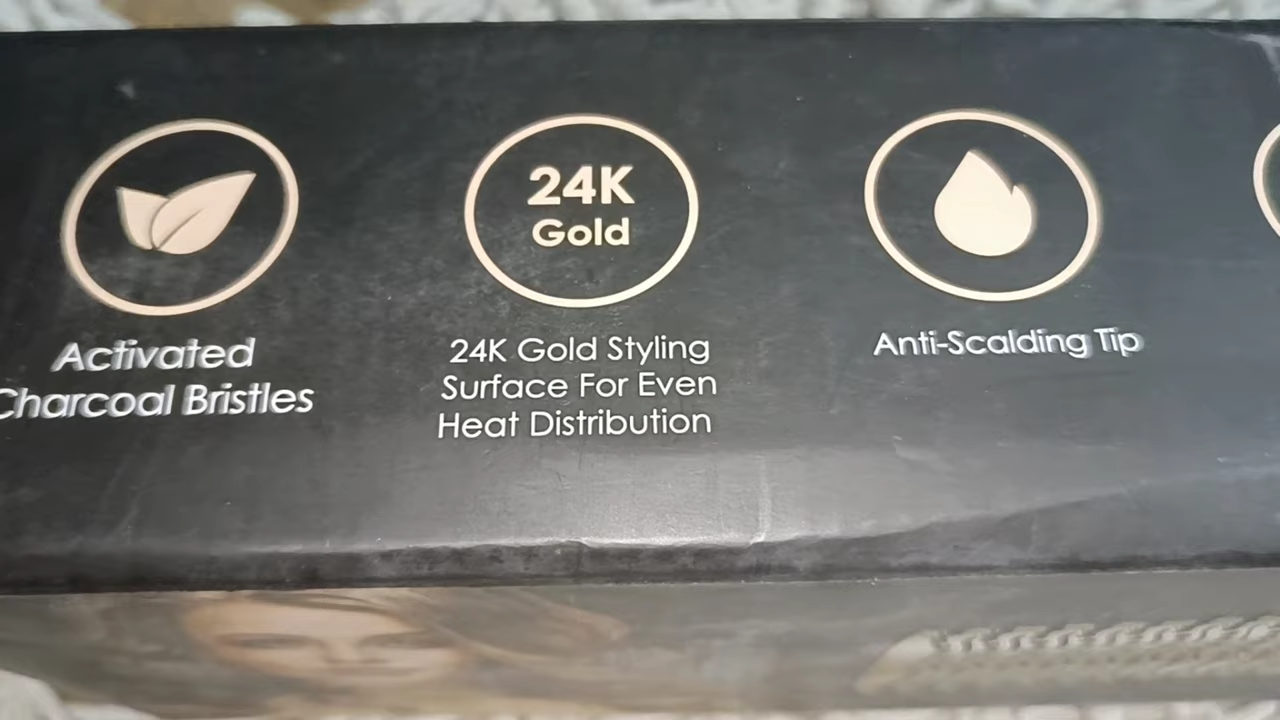 Activated
Charcoal Bristles
24K
Gold
24K Gold Styling
Surface For Even
Heat Distribution
Anti-Scalding Tip